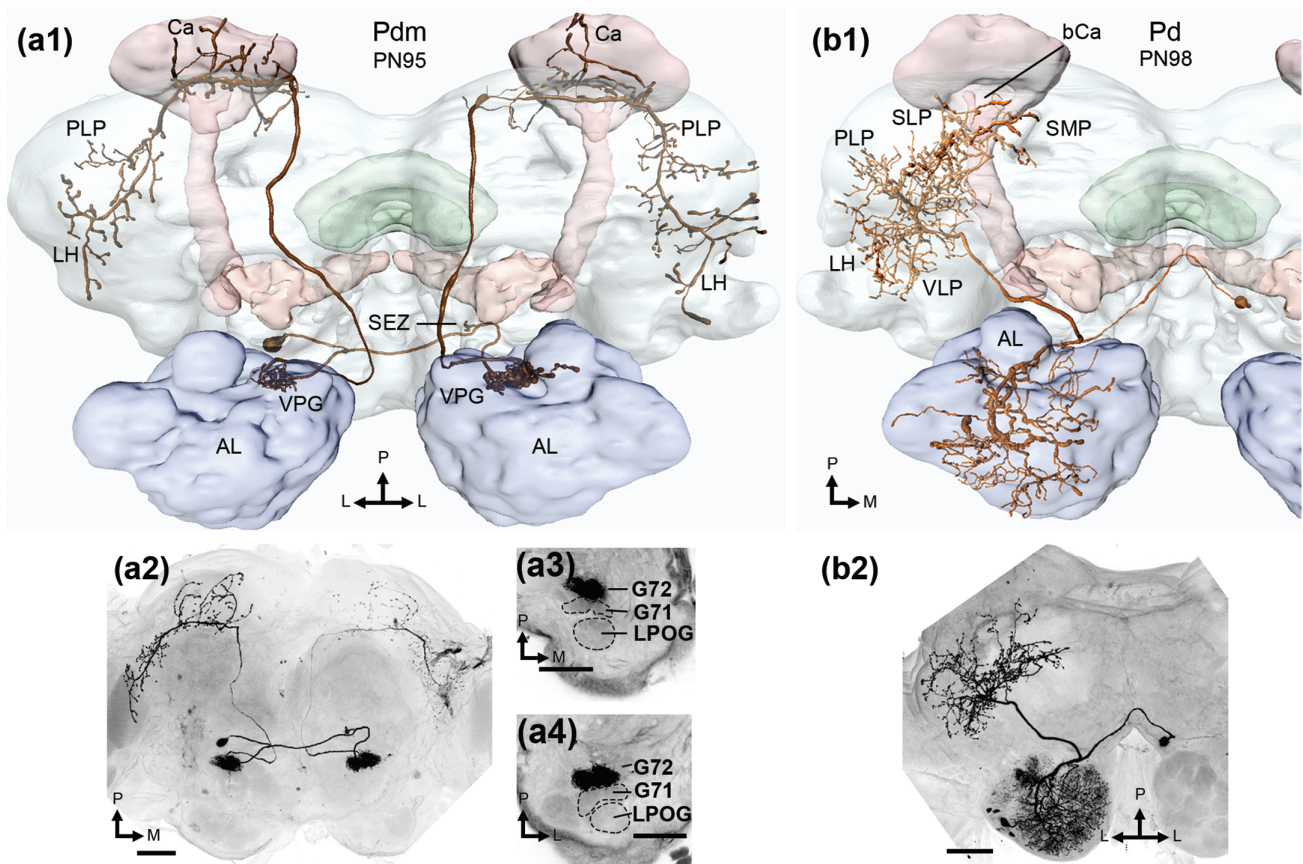 (a1)
Pdm
PN95
Ca
Ca
PLP
PLP
LH
LH
SEZ
VPG
VPG
AL
AL
P
L
L
(b1)
Pd
PN98
bCa
SLP
SMP
PLP
LH
VLP
AL
P
M
(a2)
P
M
(a3)
G72
G71
LPOG
P
M
(a4)
G72
G71
LPOG
P
L
(b2)
P
L
L